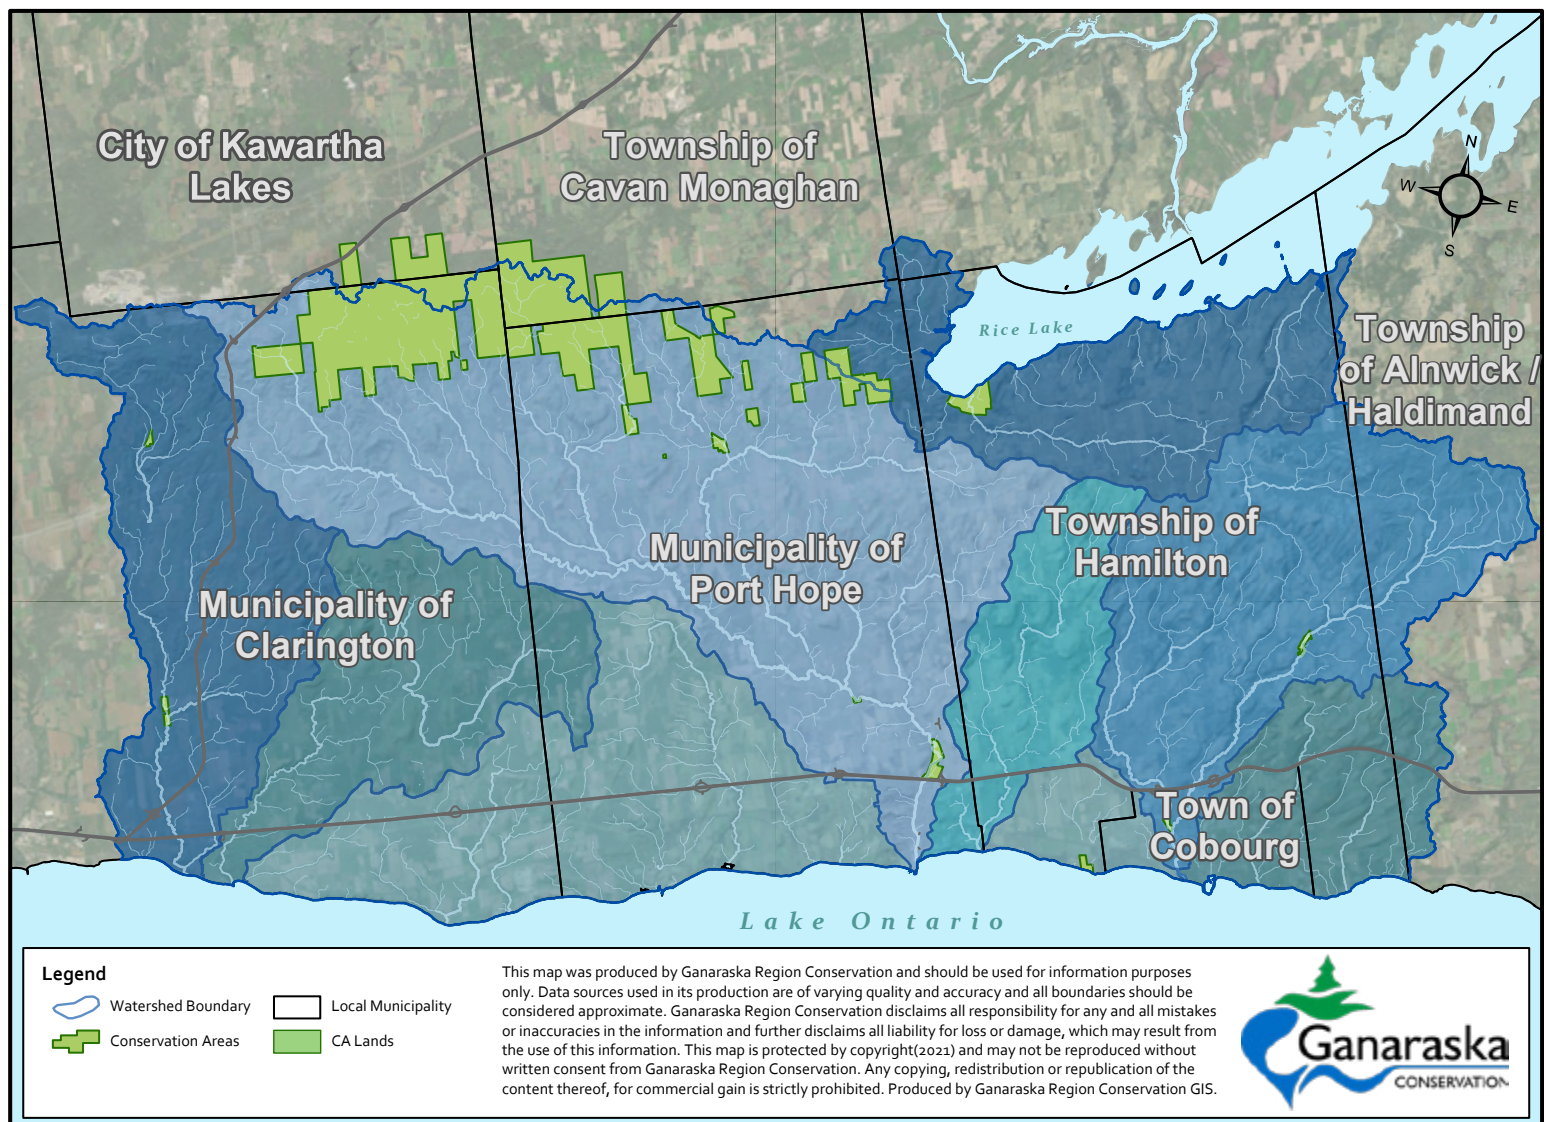 City of Kawartha
Lakes
Township of
Cavan Monaghan
N
W
E
S
Rice Lake
Township
of Alnwick /
Haldimand
Township of
Hamilton
Municipality of
Port Hope
Municipality of
Clarington
Town of
Cobourg
Lake Ontario
Legend
Watershed Boundary
Local Municipality
Conservation Areas
CA Lands
This map was produced by Ganaraska Region Conservation and should be used for information purposes
only. Data sources used in its production are of varying quality and accuracy and all boundaries should be
considered approximate. Ganaraska Region Conservation disclaims all responsibility for any and all mistakes
or inaccuracies in the information and further disclaims all liability for loss or damage, which may result from
the use of this information. This map is protected by copyright(2021) and may not be reproduced without
written consent from Ganaraska Region Conservation. Any copying, redistribution or republication of the
content thereof, for commercial gain is strictly prohibited. Produced by Ganaraska Region Conservation GIS.
Ganaraska
CONSERVATION